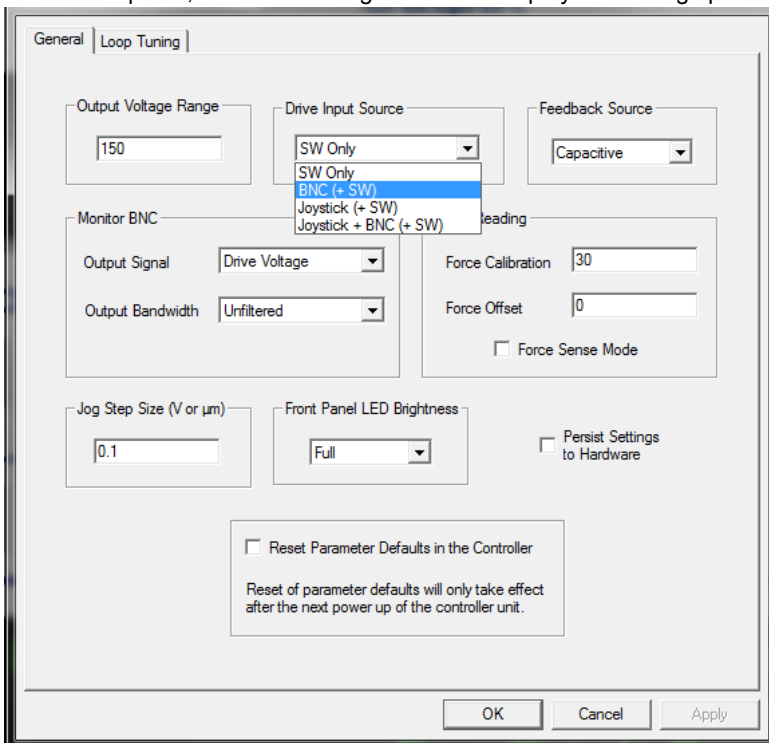 General
Loop Tuning
Output Voltage Range
150
Drive Input Source
SW Only
SW Only
BNC (+ SW)
Joystick (+ SW)
Joystick + BNC (+ SW)
Feedback Source
Capacitive
Monitor BNC
Output Signal
Drive Voltage
Output Bandwidth
Unfiltered
Reading
Force Calibration
30
Force Offset
0
Force Sense Mode
Jog Step Size (V or µm)
0.1
Front Panel LED Brightness
Full
Persist Settings
to Hardware
Reset Parameter Defaults in the Controller
Reset of parameter defaults will only take effect
after the next power up of the controller unit.
OK
Cancel
Apply